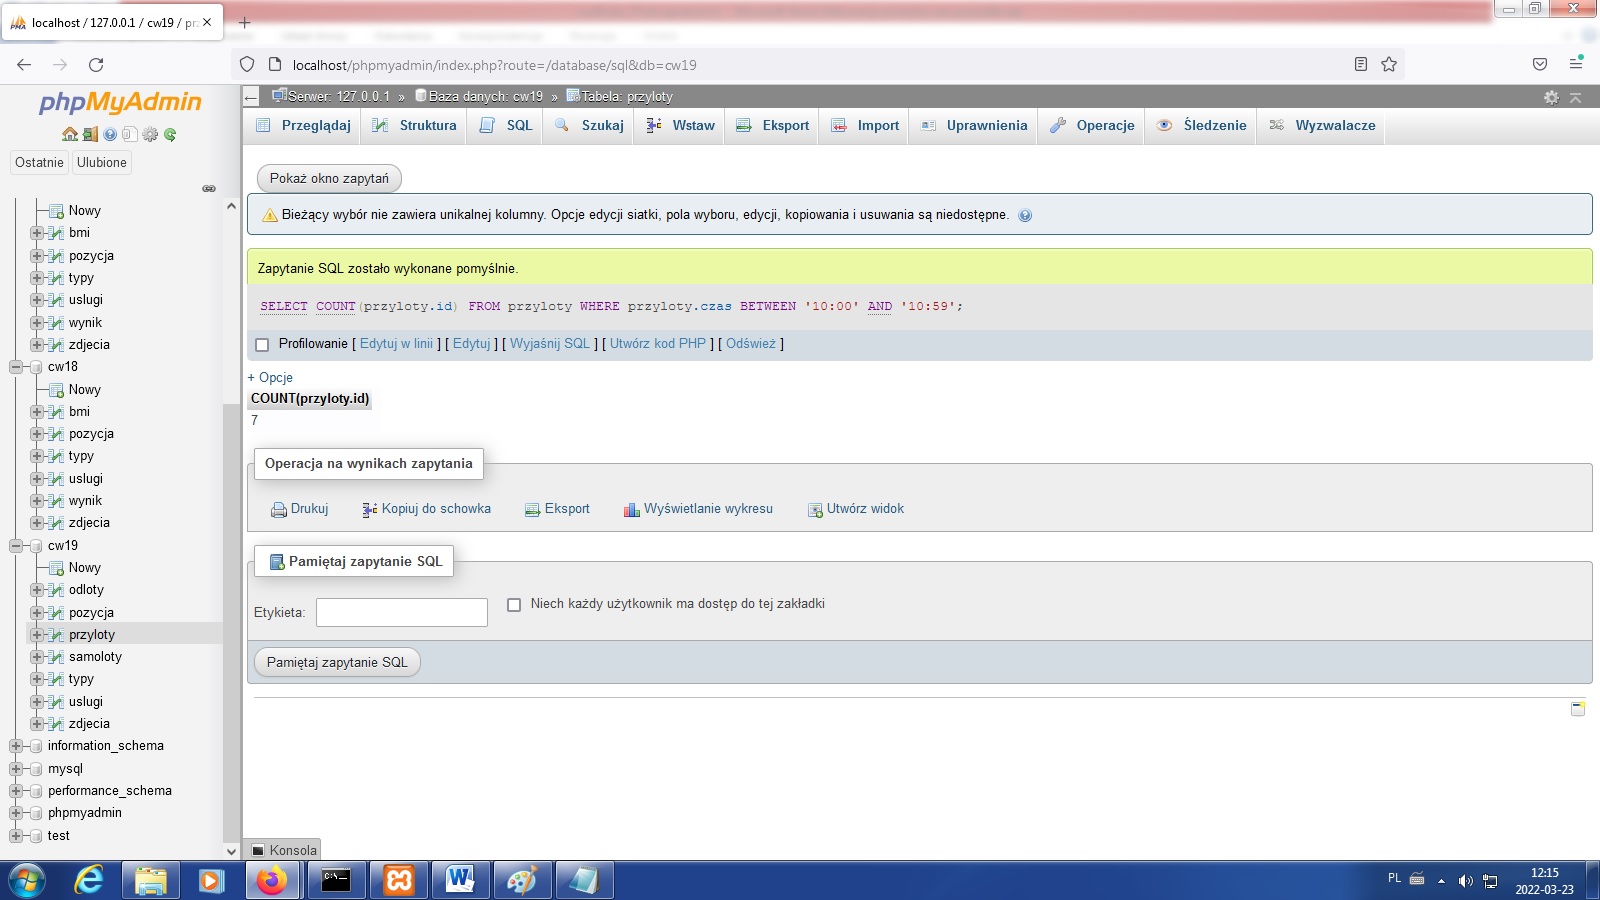 localhost / 127.0.0.1 / cw19 / prz
localhost/phpmyadmin/index.php?route=/database/sql&db=cw19
phpMyAdmin
Ostatnie
Ulubione
Nowy
bmi
pozycja
typy
uslugi
wynik
zdjecia
cw18
Nowy
bmi
pozycja
typy
uslugi
wynik
zdjecia
cw19
Nowy
odloty
pozycja
przyloty
samoloty
typy
uslugi
zdjecia
information_schema
mysql
performance_schema
phpmyadmin
test
Serwer: 127.0.0.1 » Baza danych: cw19 » Tabela: przyloty
Przeglądaj Struktura SQL Szukaj Wstaw Eksport Import Uprawnienia Operacje Śledzenie Wyzwalacze
Pokaż okno zapytań
Bieżący wybór nie zawiera unikalnej kolumny. Opcje edycji siatki, pola wyboru, edycji, kopiowania i usuwania są niedostępne.
Zapytanie SQL zostało wykonane pomyślnie.
SELECT COUNT(przyloty.id) FROM przyloty WHERE przyloty.czas BETWEEN '10:00' AND '10:59';
Profilowanie [ Edytuj w linii ] [ Edytuj ] [ Wyjaśnij SQL ] [ Utwórz kod PHP ] [ Odśwież ]
+ Opcje
COUNT(przyloty.id)
7
Operacja na wynikach zapytania
Drukuj Kopiuj do schowka Eksport Wyświetlanie wykresu Utwórz widok
Pamiętaj zapytanie SQL
Etykieta: Niech każdy użytkownik ma dostęp do tej zakładki
Pamiętaj zapytanie SQL
Konsola
PL
12:15
2022-03-23